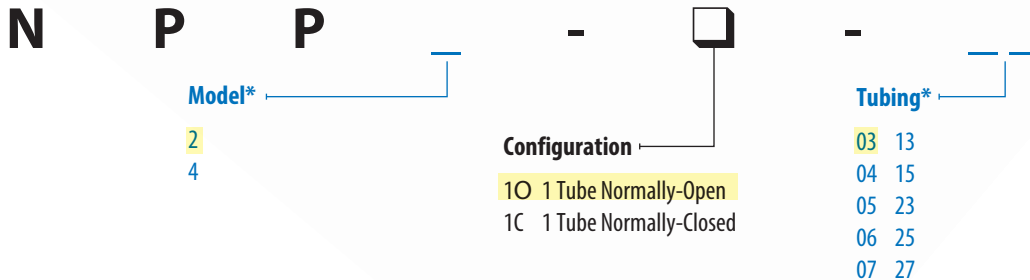 N P P _ - ❑ - _ _
Model*
2
4
Configuration
1O 1 Tube Normally-Open
1C 1 Tube Normally-Closed
Tubing*
03 13
04 15
05 23
06 25
07 27